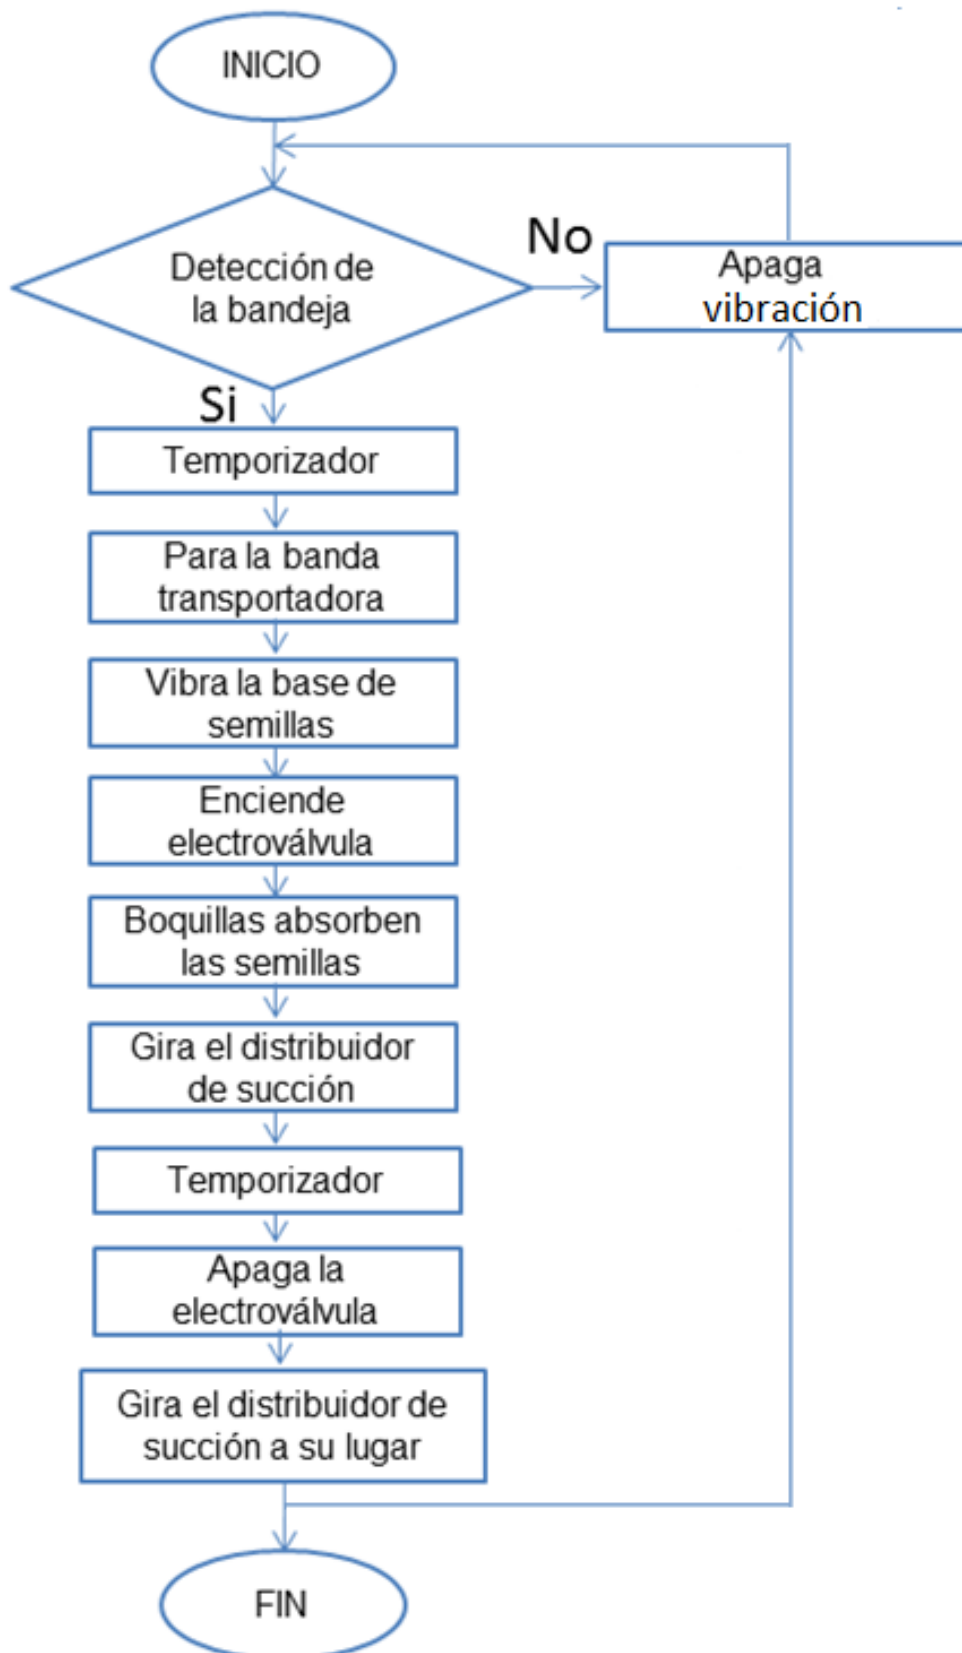 INICIO
Detección de
la bandeja
No
Apaga
vibración
Si
Temporizador
Para la banda
transportadora
Vibra la base de
semillas
Enciende
electroválvula
Boquillas absorben
las semillas
Gira el distribuidor
de succión
Temporizador
Apaga la
electroválvula
Gira el distribuidor de
succión a su lugar
FIN